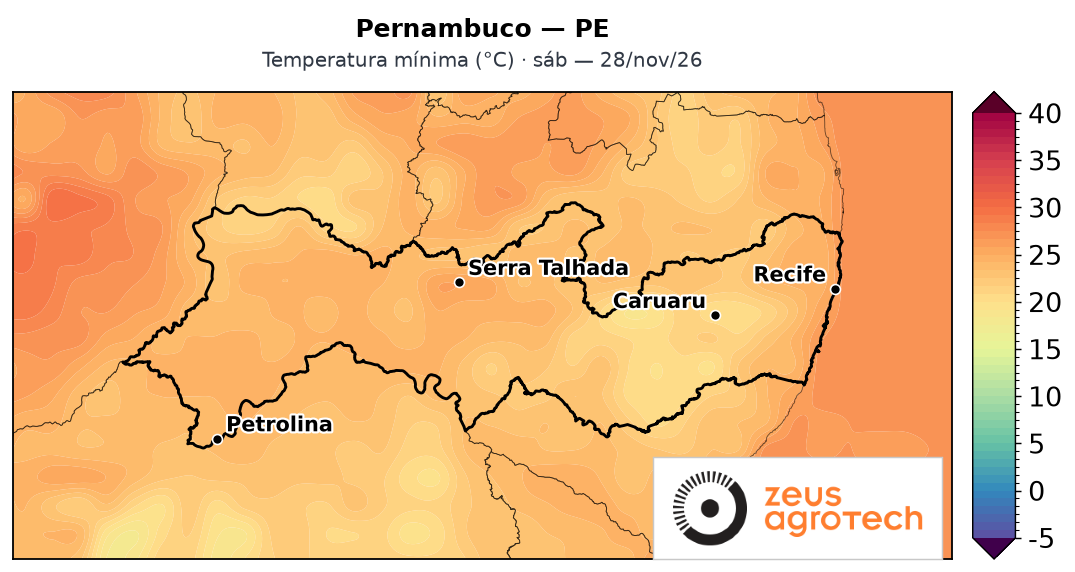 Pernambuco — PE
Temperatura mínima (°C) · sáb — 28/nov/26
40
35
30
25
20
15
10
5
0
-5
Serra Talhada
Recife
Caruaru
Petrolina
zeus
agrotech